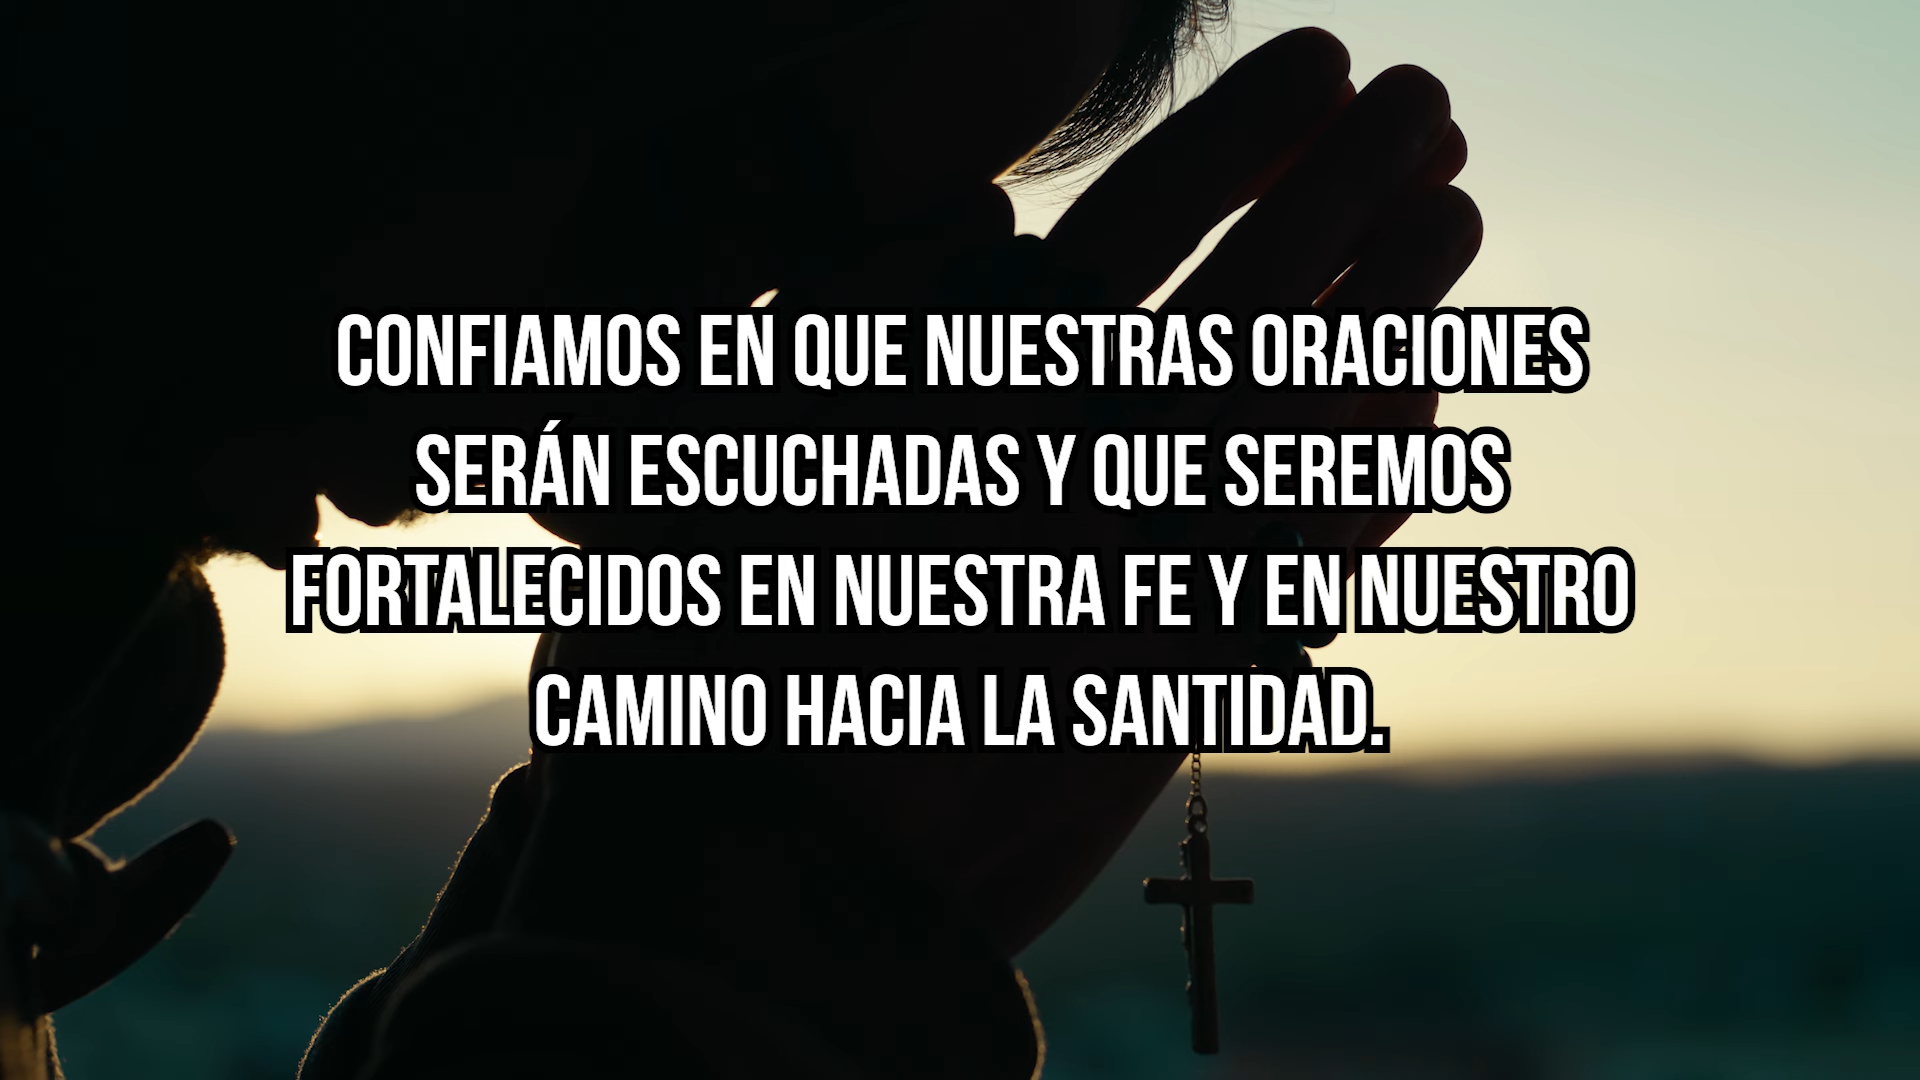 CONFIAMOS EN QUE NUESTRAS ORACIONES
SERÁN ESCUCHADAS Y QUE SEREMOS
FORTALECIDOS EN NUESTRA FE Y EN NUESTRO
CAMINO HACIA LA SANTIDAD.